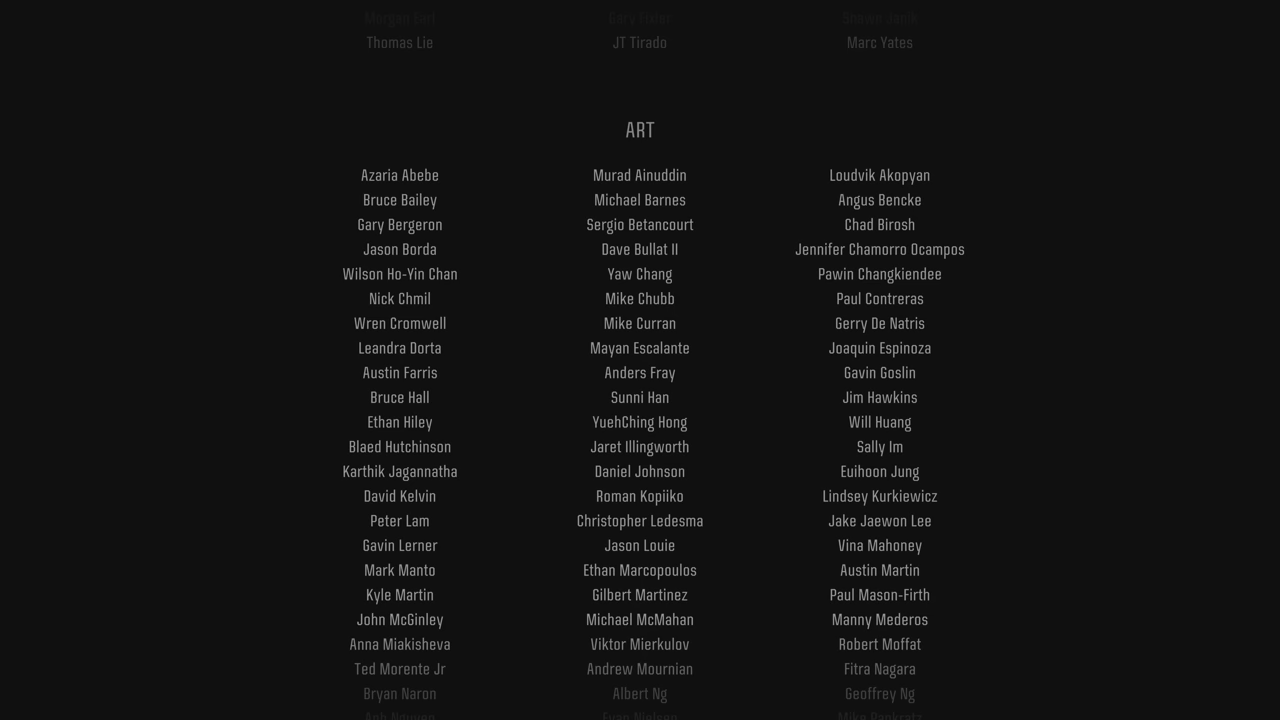 Thomas Lie JT Tirado Marc Yates
ART
Azaria Abebe Murad Ainuddin Loudvik Akopyan
Bruce Bailey Michael Barnes Angus Bencke
Gary Bergeron Sergio Betancourt Chad Birosh
Jason Borda Dave Bullat II Jennifer Chamorro Ocampos
Wilson Ho-Yin Chan Yaw Chang Pawin Changkiendee
Nick Chmil Mike Chubb Paul Contreras
Wren Cromwell Mike Curran Gerry De Natris
Leandra Dorta Mayan Escalante Joaquin Espinoza
Austin Farris Anders Fray Gavin Goslin
Bruce Hall Sunni Han Jim Hawkins
Ethan Hiley YuehChing Hong Will Huang
Blaed Hutchinson Jaret Illingworth Sally Im
Karthik Jagannatha Daniel Johnson Euihoon Jung
David Kelvin Roman Kopiiko Lindsey Kurkiewicz
Peter Lam Christopher Ledesma Jake Jaewon Lee
Gavin Lerner Jason Louie Vina Mahoney
Mark Manto Ethan Marcopoulos Austin Martin
Kyle Martin Gilbert Martinez Paul Mason-Firth
John McGinley Michael McMahan Manny Mederos
Anna Miakisheva Viktor Mierkulov Robert Moffat
Ted Morente Jr Andrew Mournian Fitra Nagara
Bryan Naron Albert Ng Geoffrey Ng